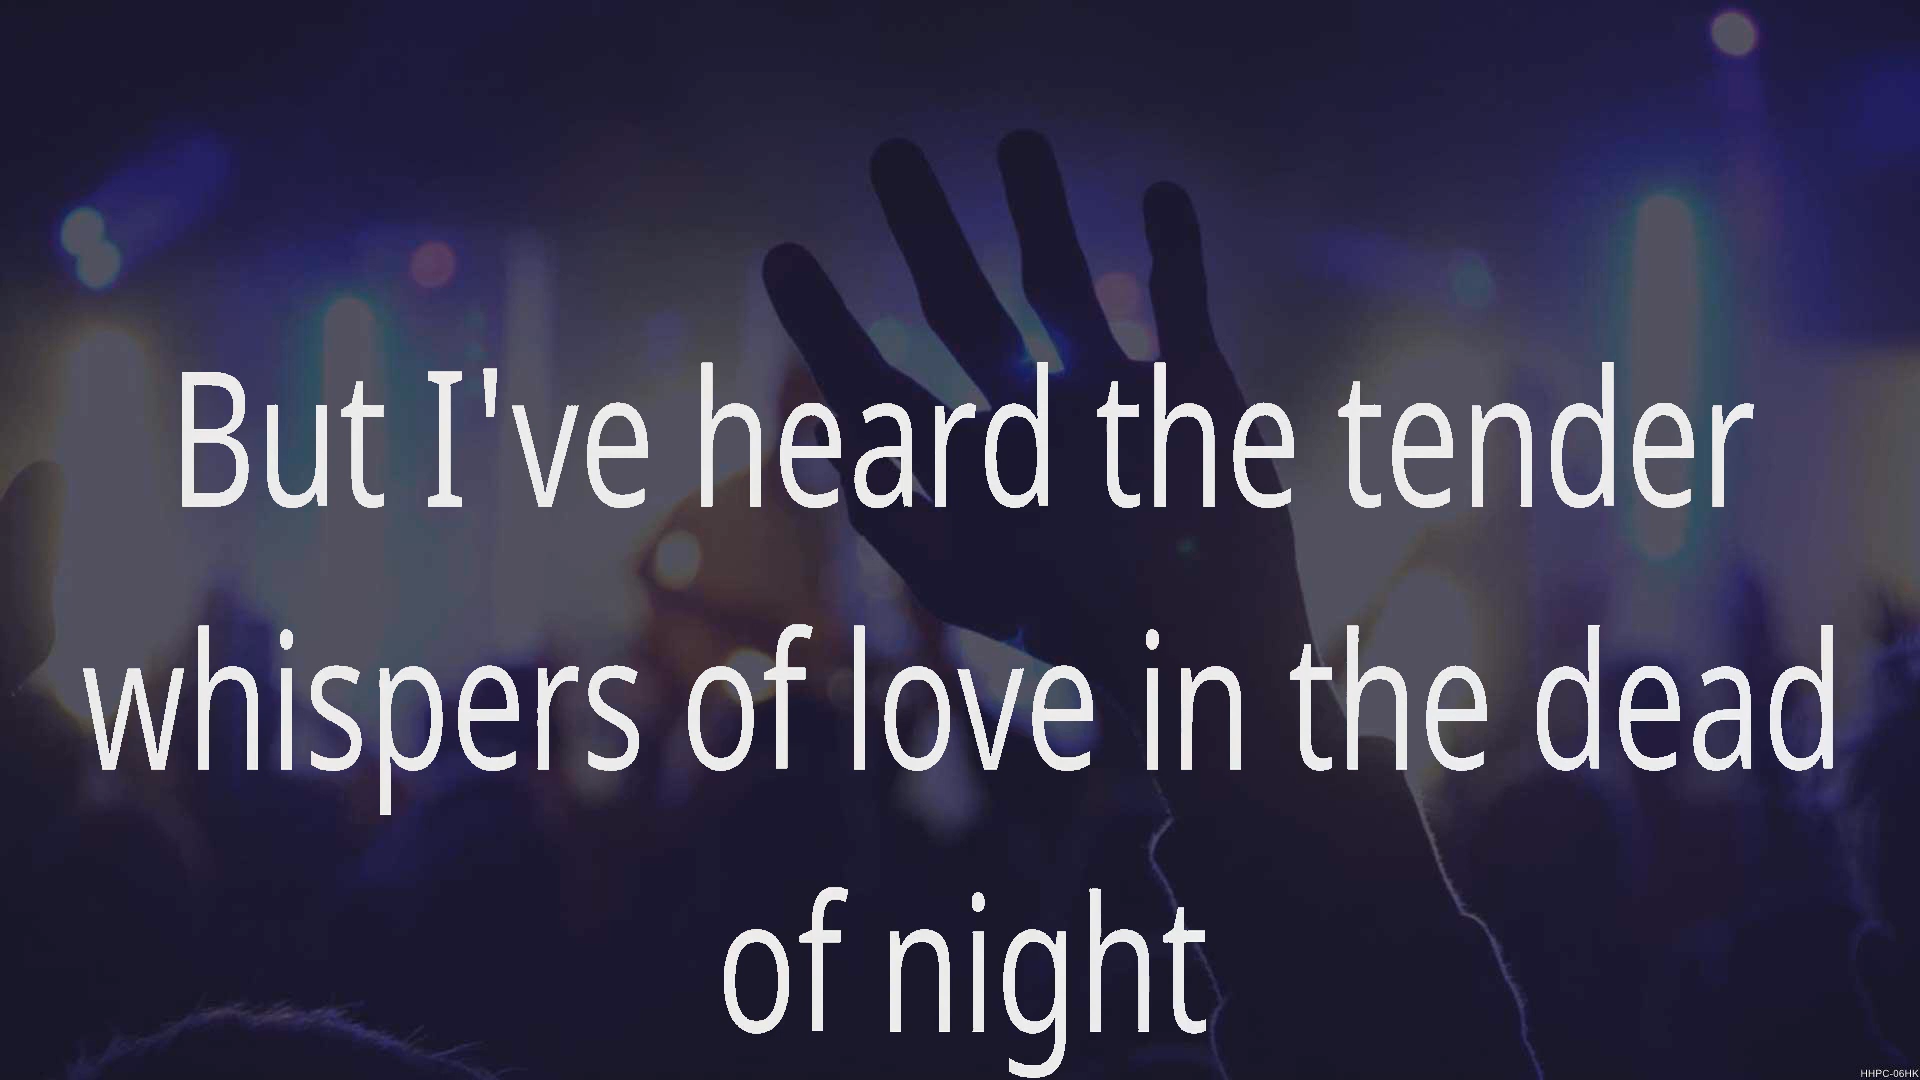 But I've heard the tender
whispers of love in the dead
of night
HHPC-06HK